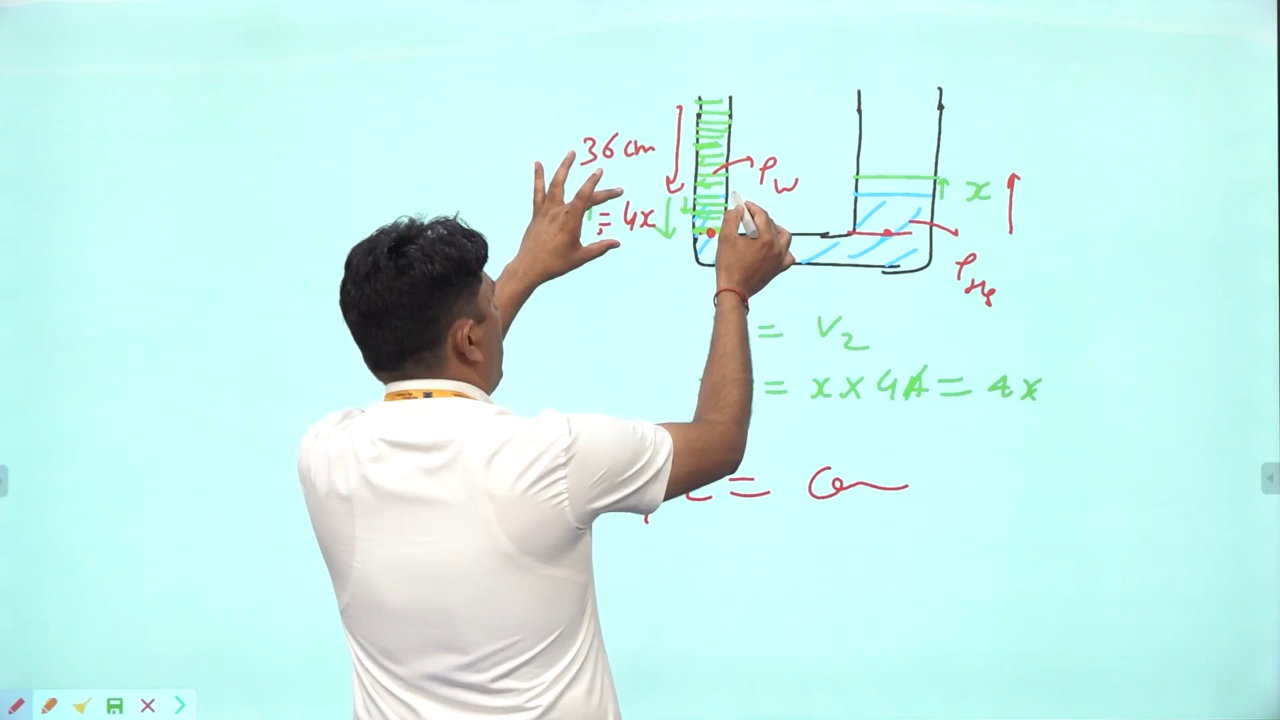 36 cm
ρw
= 4x
x
ρHg
= V2
= x x 4A = 4x
=